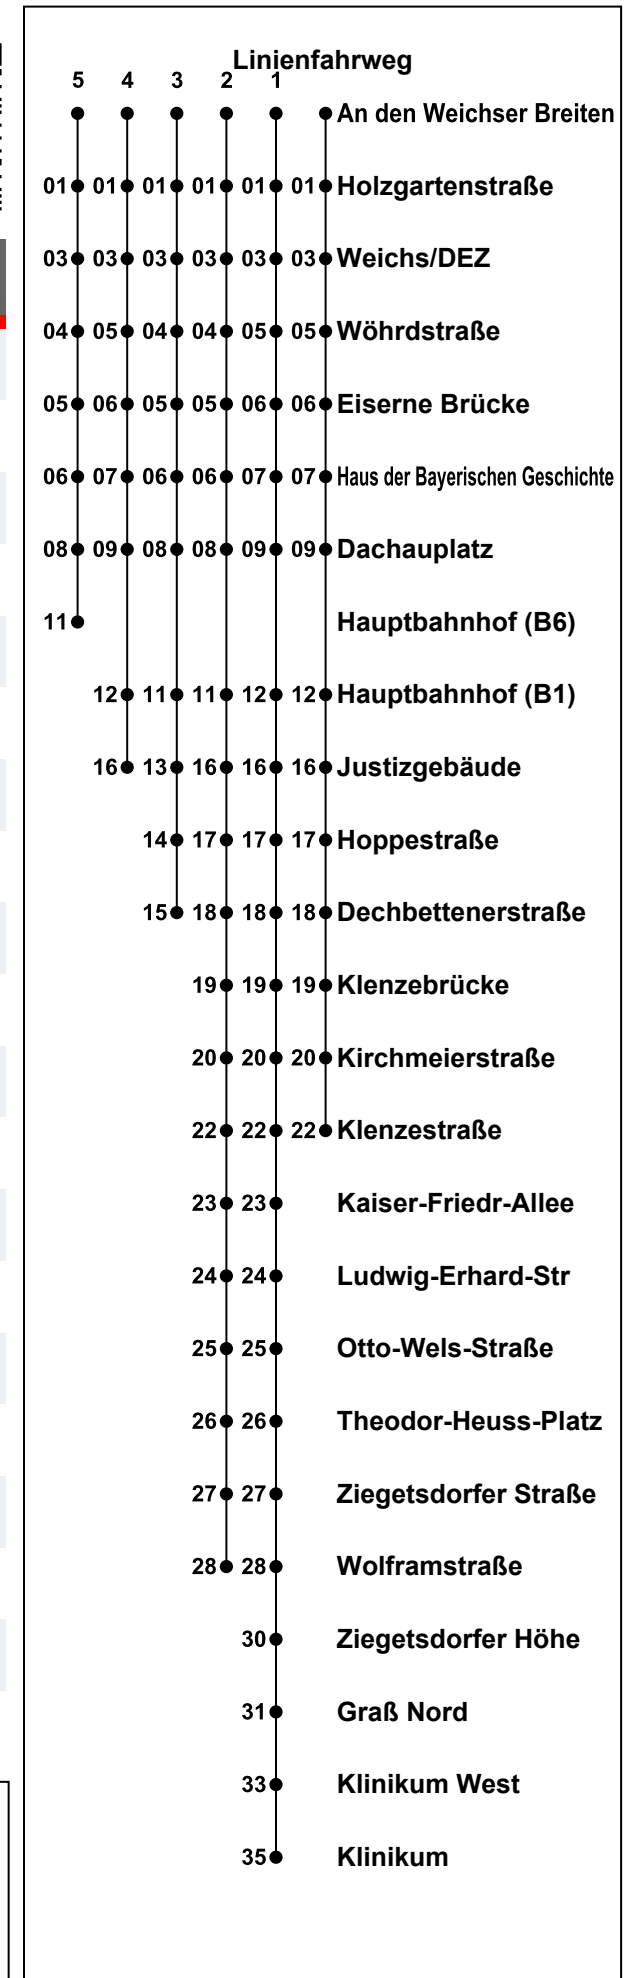 Linienfahrweg
5 4 3 2 1
An den Weichser Breiten
01 01 01 01 01 01 Holzgartenstraße
03 03 03 03 03 03 Weichs/DEZ
04 05 04 04 05 05 Wöhrdstraße
05 06 05 05 06 06 Eiserne Brücke
06 07 06 06 07 07 Haus der Bayerischen Geschichte
08 09 08 08 09 09 Dachauplatz
11 Hauptbahnhof (B6)
12 11 11 12 12 Hauptbahnhof (B1)
16 13 16 16 16 Justizgebäude
14 17 17 17 Hoppestraße
15 18 18 18 Dechbettenerstraße
19 19 19 Klenzebrücke
20 20 20 Kirchmeierstraße
22 22 22 Klenzestraße
23 23 Kaiser-Friedr-Allee
24 24 Ludwig-Erhard-Str
25 25 Otto-Wels-Straße
26 26 Theodor-Heuss-Platz
27 27 Ziegetsdorfer Straße
28 28 Wolframstraße
30 Ziegetsdorfer Höhe
31 Graß Nord
33 Klinikum West
35 Klinikum